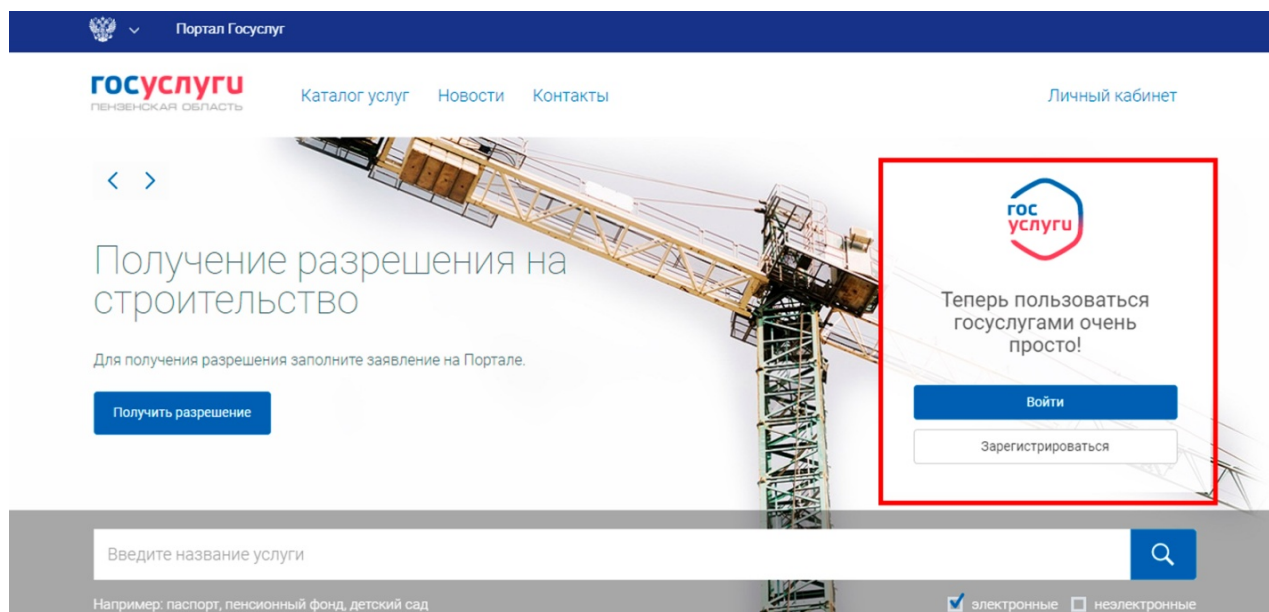 Портал Госуслуг
госуслуги
ПЕНЗЕНСКАЯ ОБЛАСТЬ
Каталог услуг Новости Контакты Личный кабинет
Получение разрешения на
строительство
Для получения разрешения заполните заявление на Портале.
Получить разрешение
гос
услуги
Теперь пользоваться
госуслугами очень
просто!
Войти
Зарегистрироваться
Введите название услуги
Например: паспорт, пенсионный фонд, детский сад
электронные неэлектронные